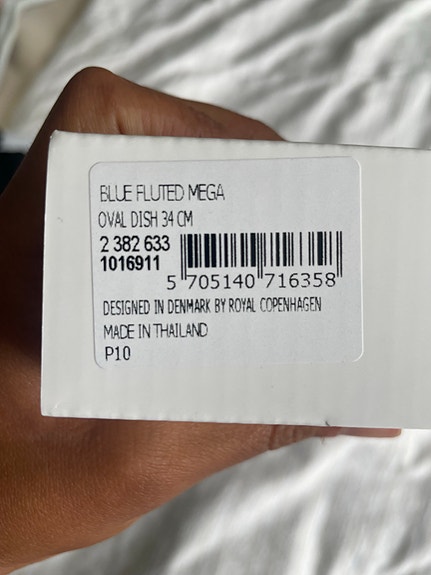 BLUE FLUTED MEGA
OVAL DISH 34 CM
2 382 633
1016911
5 705140 716358
DESIGNED IN DENMARK BY ROYAL COPENHAGEN
MADE IN THAILAND
P10